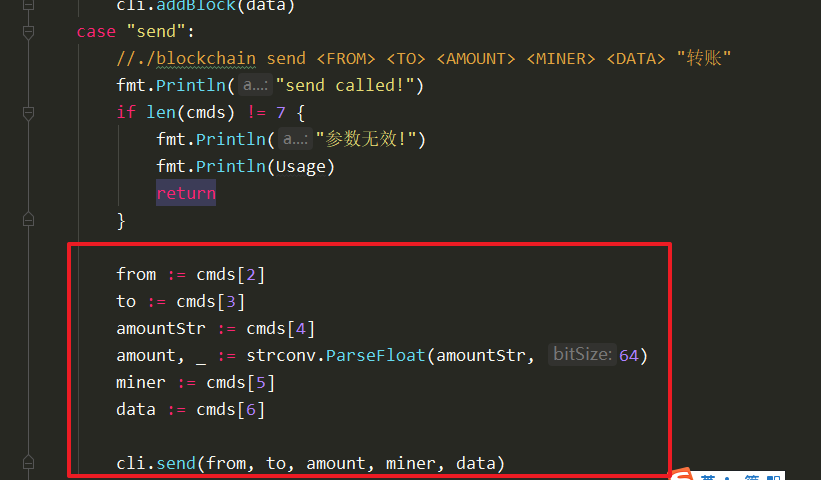 cli.addBlock(data)
case "send":
//./blockchain send <FROM> <TO> <AMOUNT> <MINER> <DATA> "转账"
fmt.Println( a...: "send called!")
if len(cmds) != 7 {
fmt.Println( a...: "参数无效!")
fmt.Println(Usage)
return
}
from := cmds[2]
to := cmds[3]
amountStr := cmds[4]
amount, _ := strconv.ParseFloat(amountStr, bitSize: 64)
miner := cmds[5]
data := cmds[6]
cli.send(from, to, amount, miner, data)